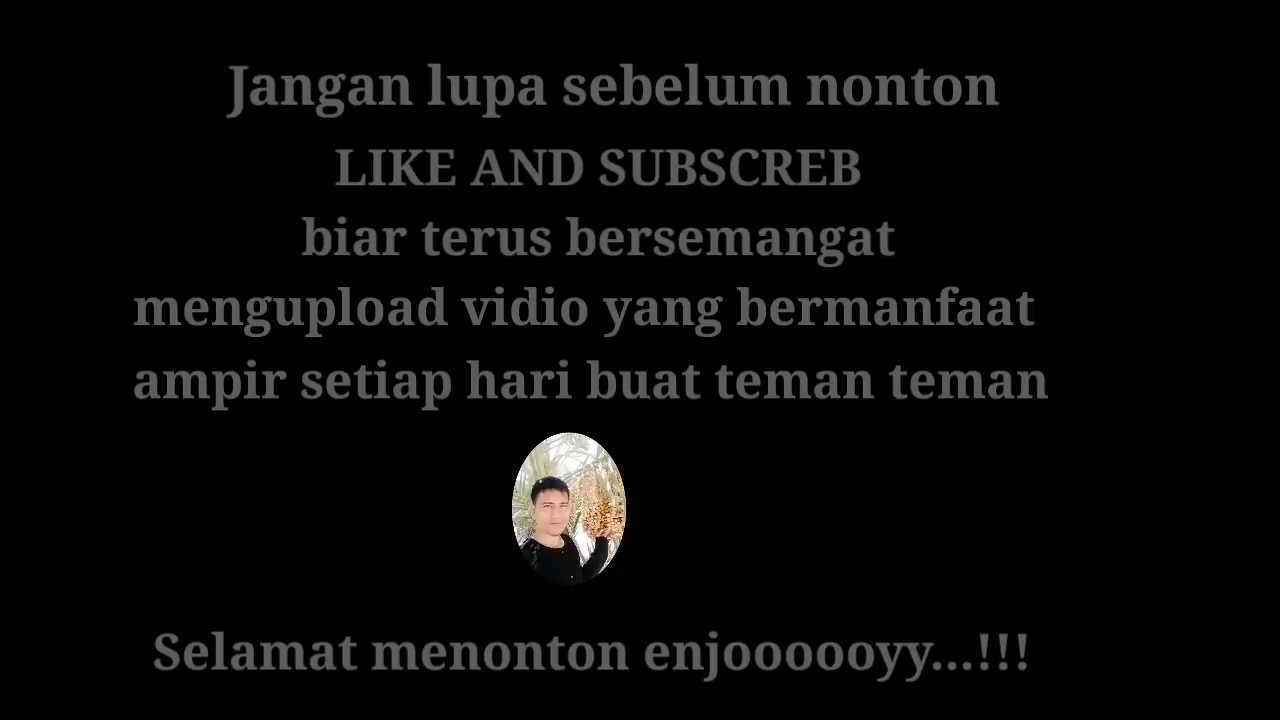 Jangan lupa sebelum nonton
LIKE AND SUBSCREB
biar terus bersemangat
mengupload vidio yang bermanfaat
ampir setiap hari buat teman teman
Selamat menonton enjoooooyy...!!!